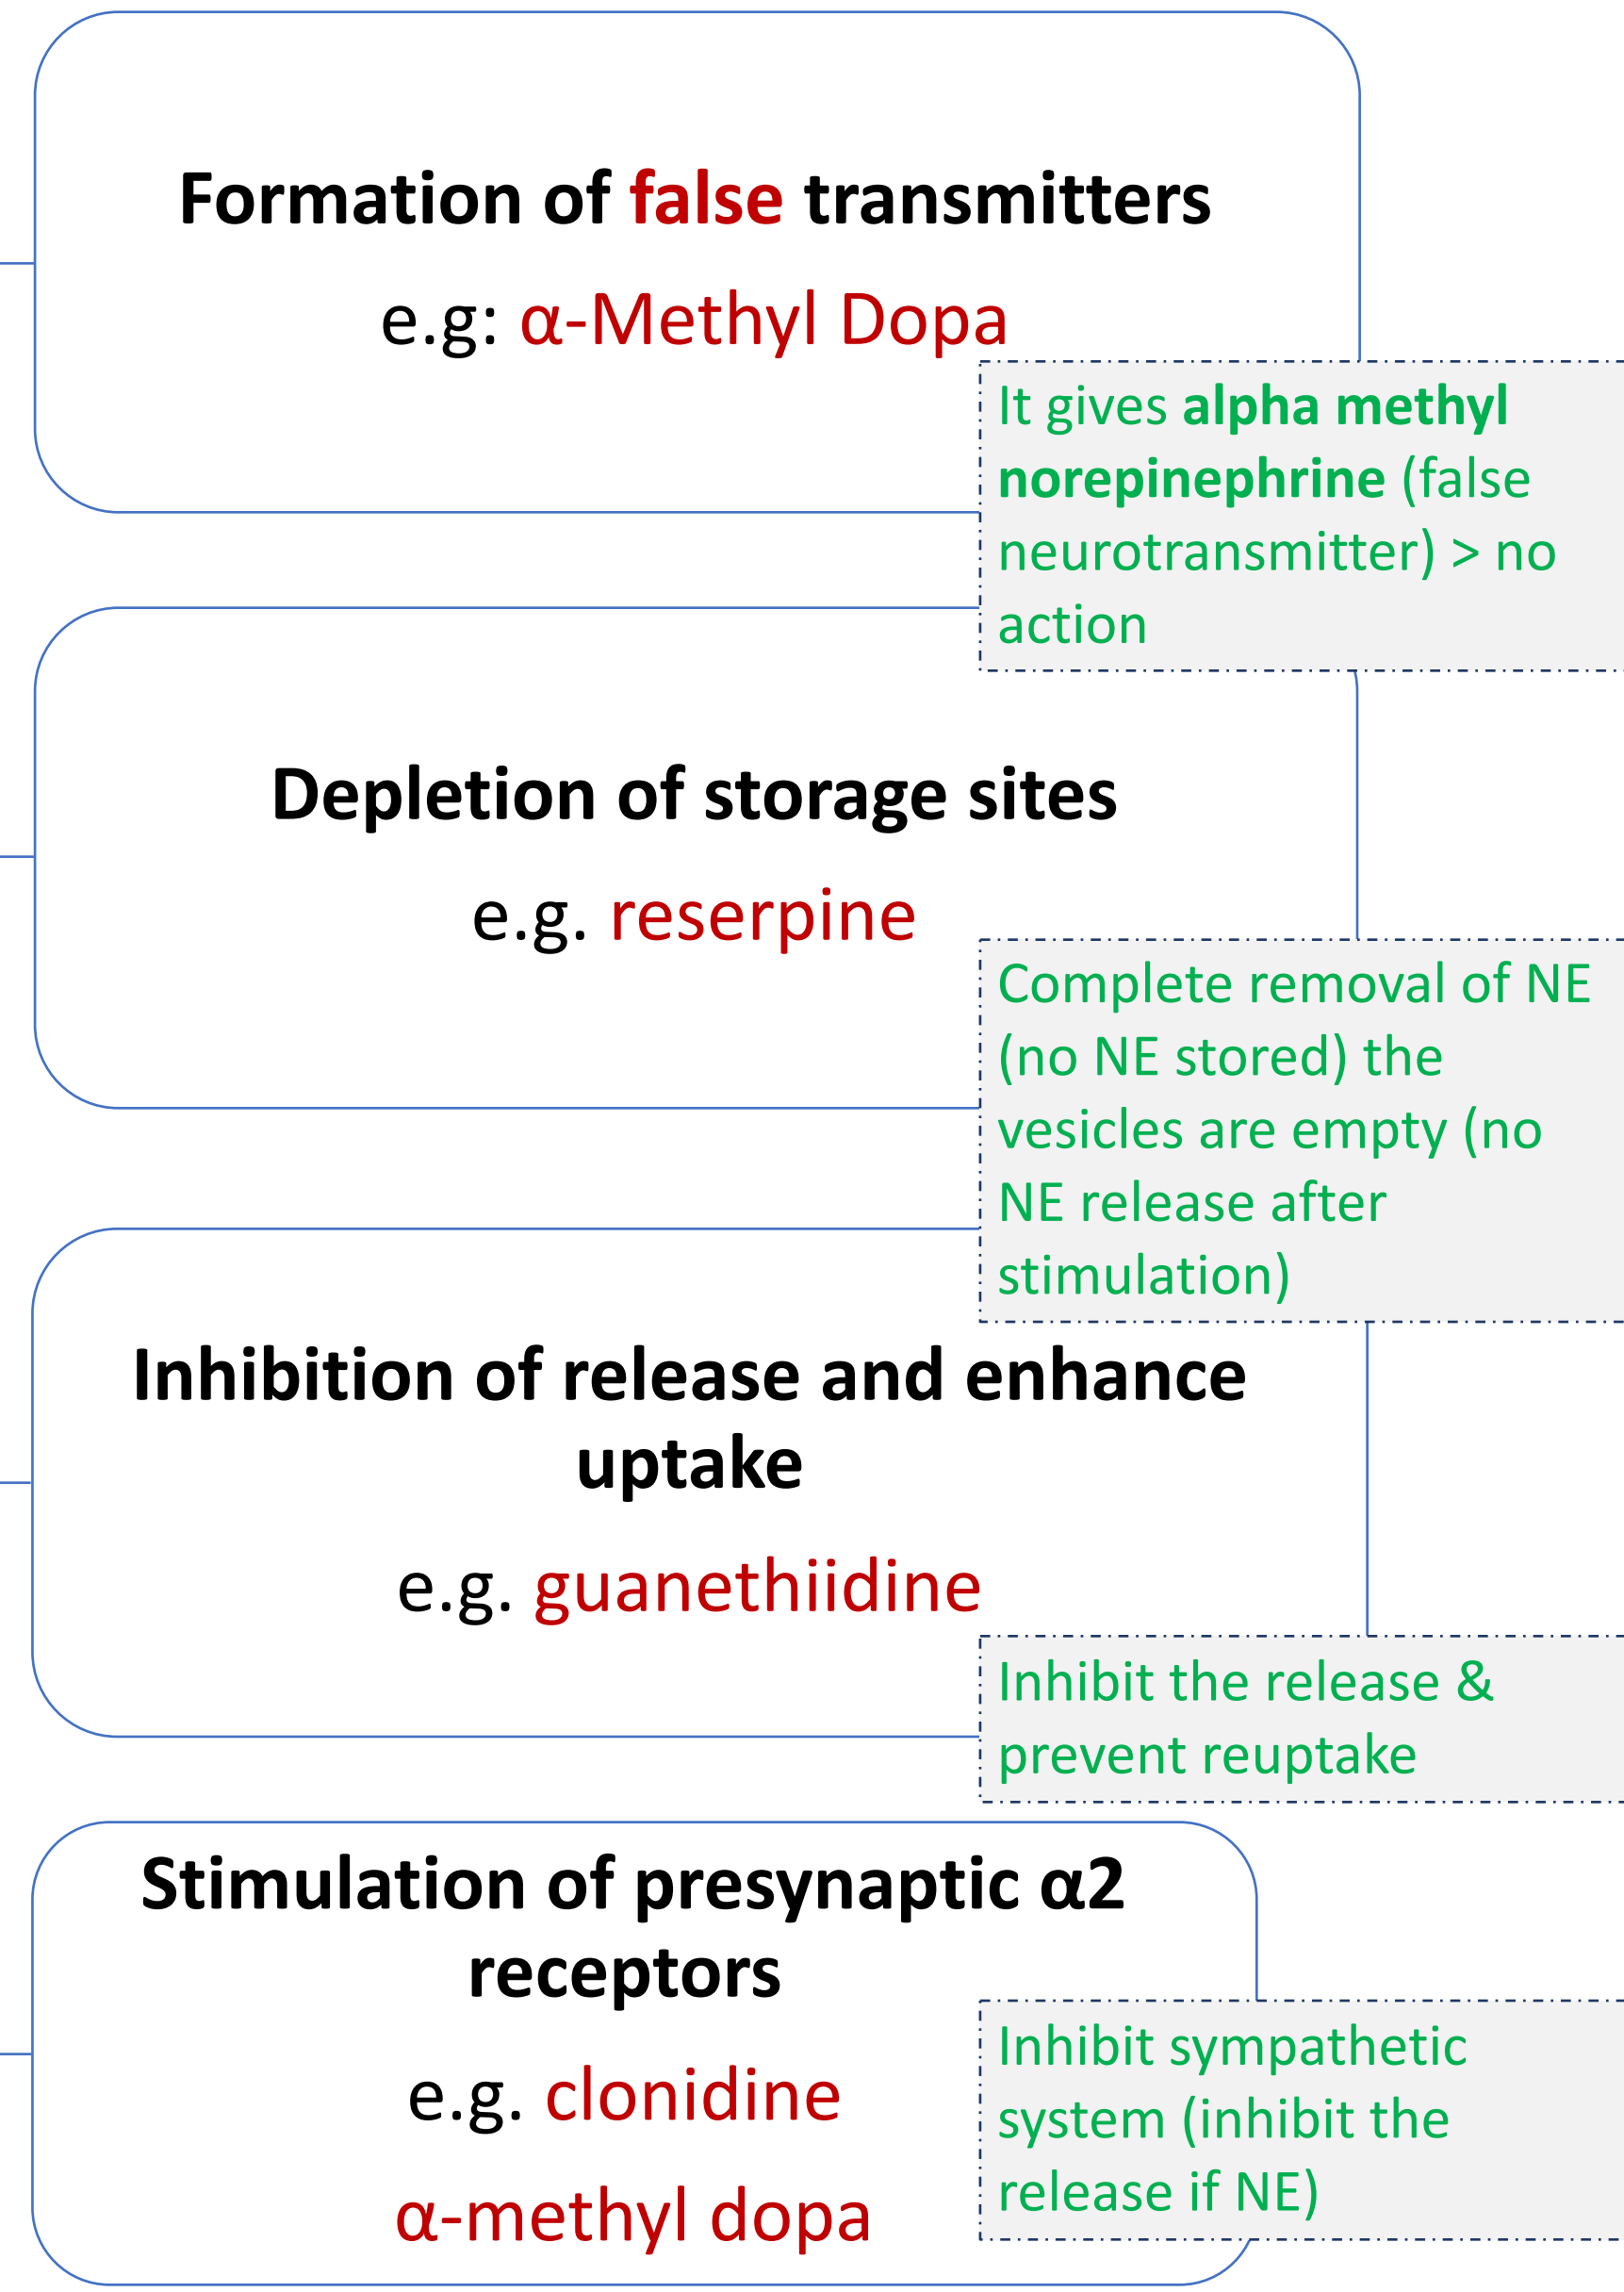 Formation of false transmitters
e.g: α-Methyl Dopa
It gives alpha methyl
norepinephrine (false
neurotransmitter) > no
action
Depletion of storage sites
e.g. reserpine
Complete removal of NE
(no NE stored) the
vesicles are empty (no
NE release after
stimulation)
Inhibition of release and enhance
uptake
e.g. guanethiidine
Inhibit the release &
prevent reuptake
Stimulation of presynaptic α2
receptors
e.g. clonidine
α-methyl dopa
Inhibit sympathetic
system (inhibit the
release if NE)